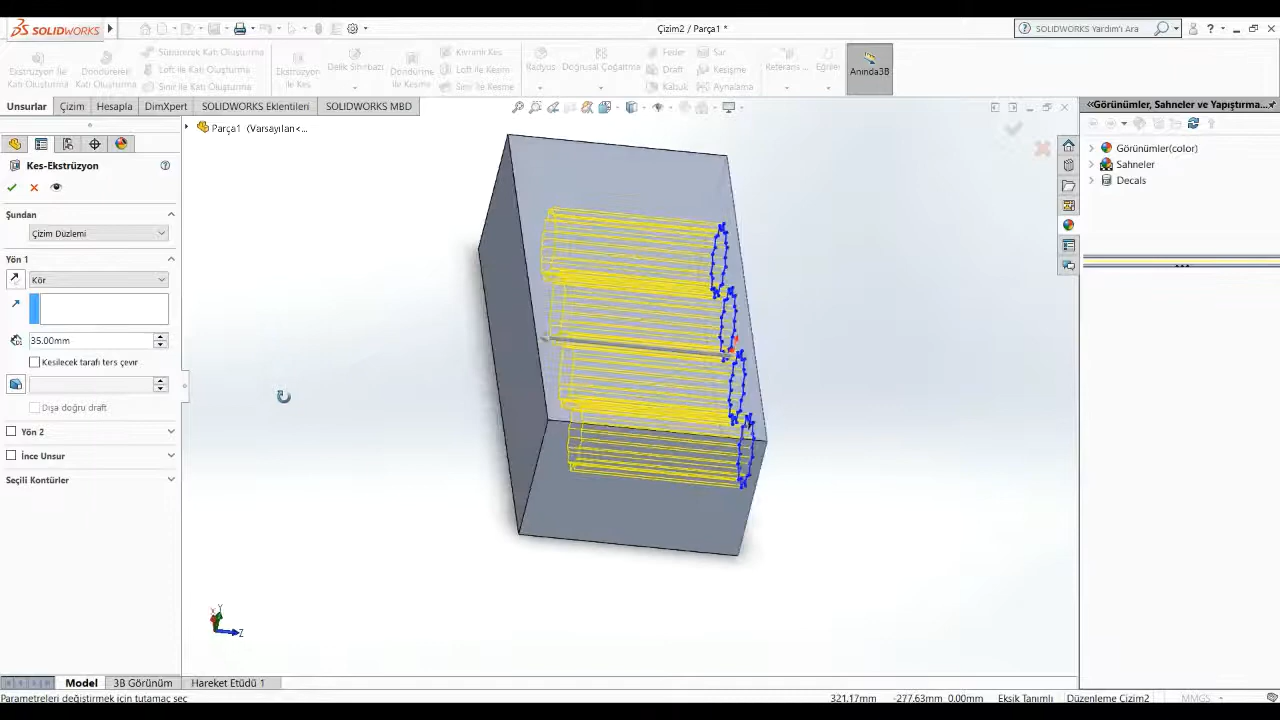 SOLIDWORKS
Çizim2 / Parça1 *
SOLIDWORKS Yardım'ı Ara
Ekstrüzyon ile
Katı Oluşturma
Döndürerek
Katı Oluşturma
Süpürerek Katı Oluşturma
Loft ile Katı Oluşturma
Sınır ile Katı Oluşturma
Ekstrüzyon
ile Kes
Delik Sihirbazı
Döndürme
ile Kesme
Kıvrımlı Kes
Loft ile Kesme
Sınır ile Kesme
Radyus
Doğrusal Çoğaltma
Feder
Draft
Kabuk
Sar
Kesişme
Aynalama
Referans ...
Eğriler
Anında3B
Unsurlar
Çizim
Hesapla
DimXpert
SOLIDWORKS Eklentileri
SOLIDWORKS MBD
Görünümler, Sahneler ve Yapıştırma...
Parça1 (Varsayılan<...
Görünümler(color)
Sahneler
Decals
Kes-Ekstrüzyon
Şundan
Çizim Düzlemi
Yön 1
Kör
35.00mm
Kesilecek tarafı ters çevir
Dışa doğru draft
Yön 2
İnce Unsur
Seçili Kontürler
Y
X
Z
Model
3B Görünüm
Hareket Etüdü 1
Parametreleri değiştirmek için tutamaç seç
321.17mm
-277.63mm
0.00mm
Eksik Tanımlı
Düzenleme Çizim2
MMGS